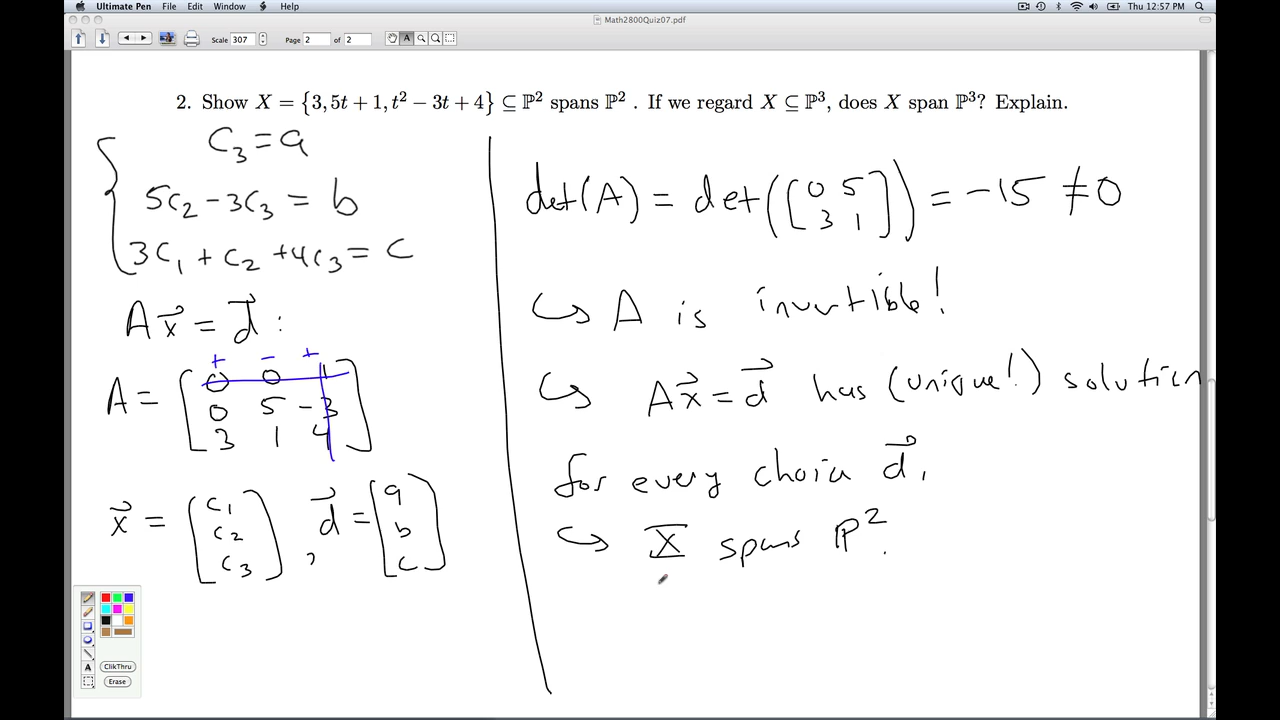 Ultimate Pen File Edit Window Help Thu 12:57 PM
Math2800Quiz07.pdf
Scale 307 Page 2 of 2 A
2. Show X = {3, 5t + 1, t² − 3t + 4} ⊆ ℙ² spans ℙ² . If we regard X ⊆ ℙ³, does X span ℙ³? Explain.
C₃ = a
5C₂ - 3C₃ = b
3C₁ + C₂ + 4C₃ = C
Ax⃗ = d⃗ :
+ - +
A = [0 0 1
0 5 -3
3 1 4]
x⃗ = [C₁
C₂
C₃] , d⃗ = [a
b
c]
det(A) = det([0 5
3 1]) = -15 ≠ 0
↪ A is invertible!
↪ Ax⃗ = d⃗ has (unique!) solution
for every choice d⃗.
↪ X spans ℙ².
A
ClikThru
Erase